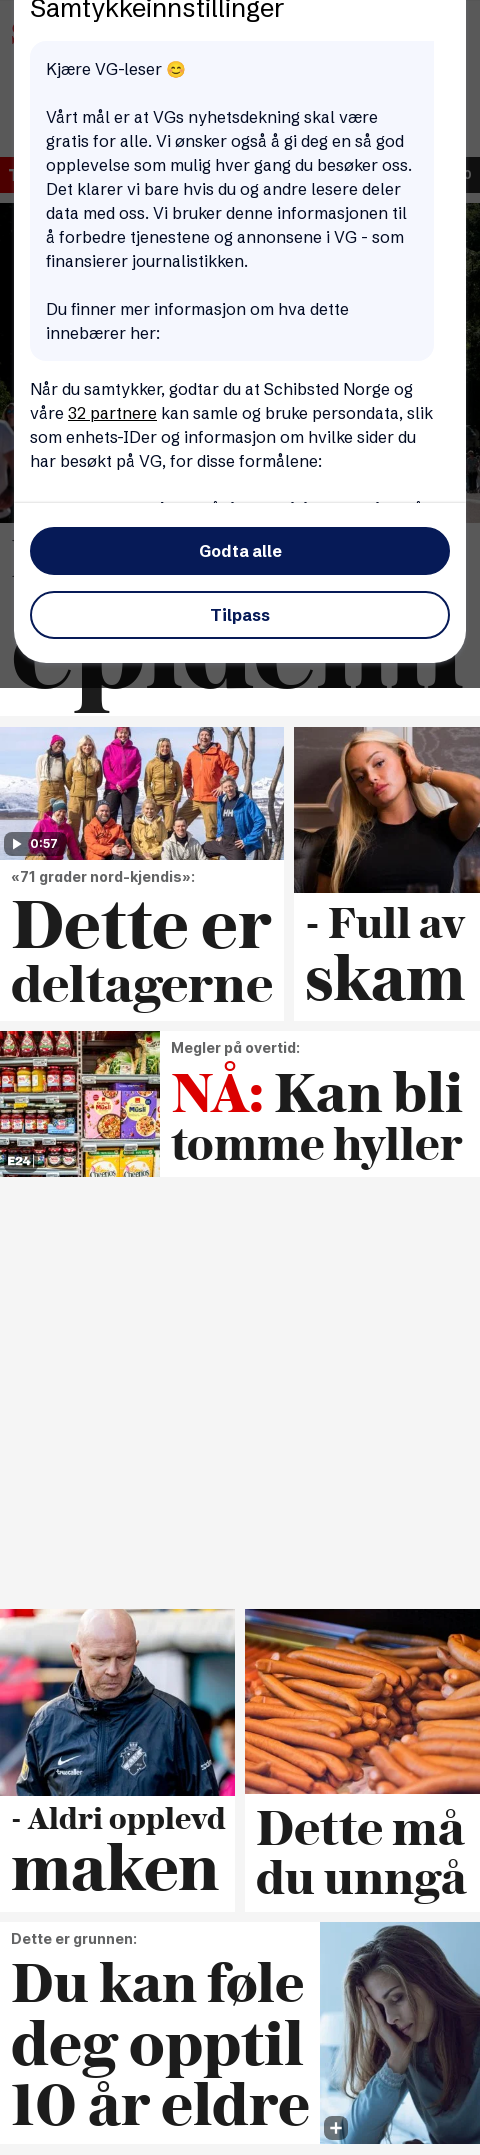 Samtykkeinnstillinger
Kjære VG-leser 😊
Vårt mål er at VGs nyhetsdekning skal være
gratis for alle. Vi ønsker også å gi deg en så god
opplevelse som mulig hver gang du besøker oss.
Det klarer vi bare hvis du og andre lesere deler
data med oss. Vi bruker denne informasjonen til
å forbedre tjenestene og annonsene i VG - som
finansierer journalistikken.
Du finner mer informasjon om hva dette
innebærer her:
Når du samtykker, godtar du at Schibsted Norge og
våre 32 partnere kan samle og bruke persondata, slik
som enhets-IDer og informasjon om hvilke sider du
har besøkt på VG, for disse formålene:
Godta alle
Tilpass
0:57
«71 grader nord-kjendis»:
Dette er
deltagerne
- Full av
skam
E24
Megler på overtid:
NÅ: Kan bli
tomme hyller
- Aldri opplevd
maken
Dette må
du unngå
Dette er grunnen:
Du kan føle
deg opptil
10 år eldre